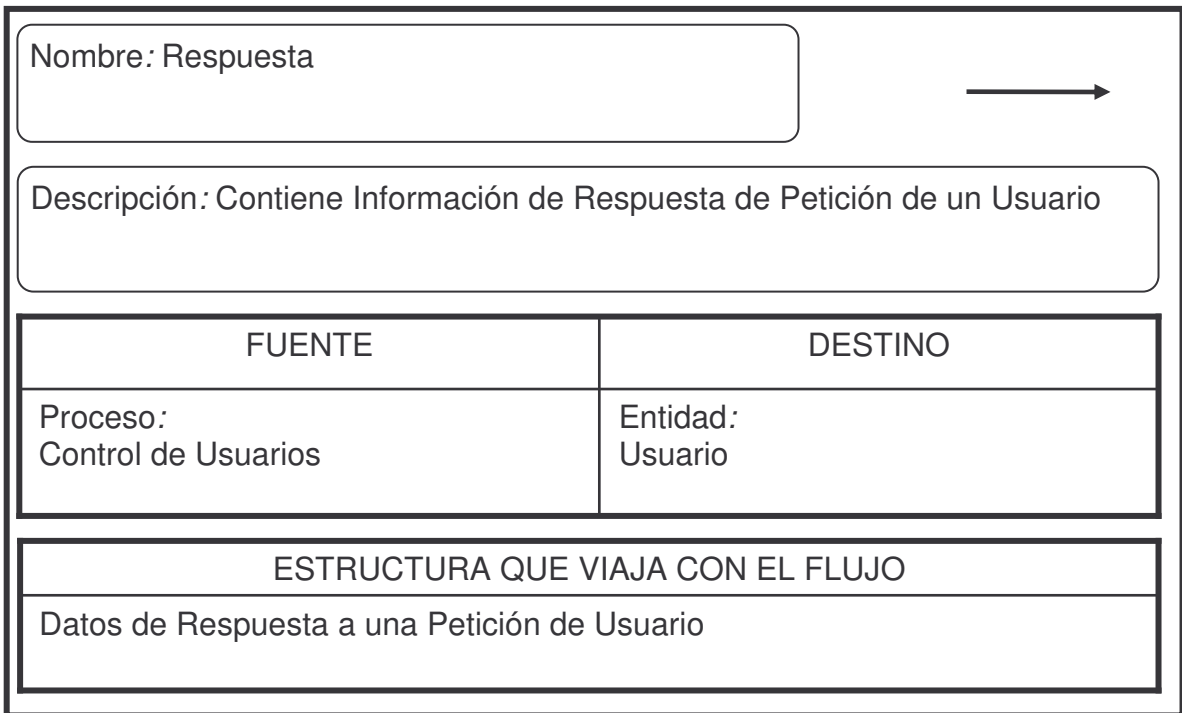 Nombre: Respuesta
Descripción: Contiene Información de Respuesta de Petición de un Usuario
FUENTE
DESTINO
Proceso:
Control de Usuarios
Entidad:
Usuario
ESTRUCTURA QUE VIAJA CON EL FLUJO
Datos de Respuesta a una Petición de Usuario